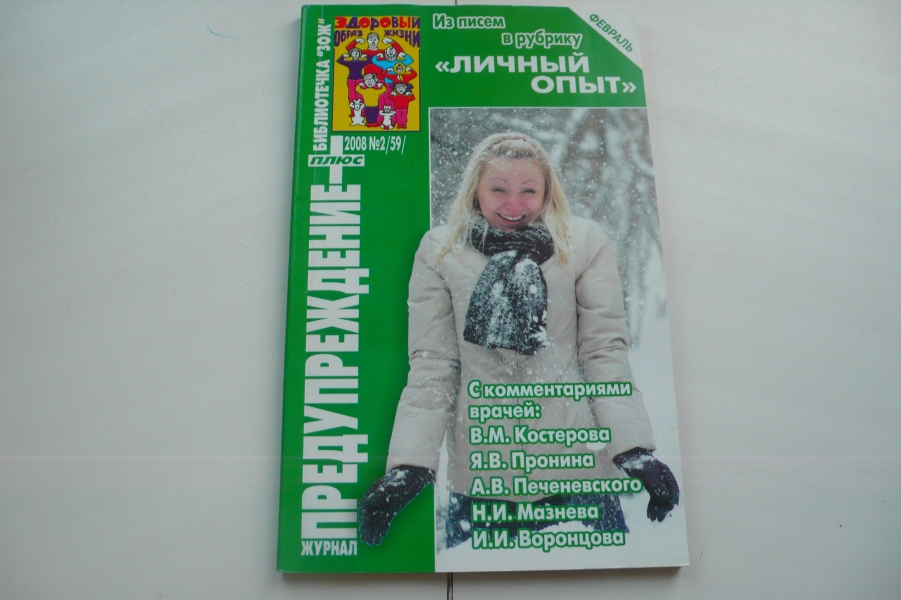 ЖУРНАЛ
ПРЕДУПРЕЖДЕНИЕ
ПЛЮС
БИБЛИОТЕЧКА "ЗОЖ"
ЗДОРОВЫЙ
ОБРАЗ ЖИЗНИ
2008 №2/59/
Из писем
в рубрику
«ЛИЧНЫЙ
ОПЫТ»
ФЕВРАЛЬ
С комментариями
врачей:
В.М. Костерова
Я.В. Пронина
А.В. Печеневского
Н.И. Мазнева
И.И. Воронцова